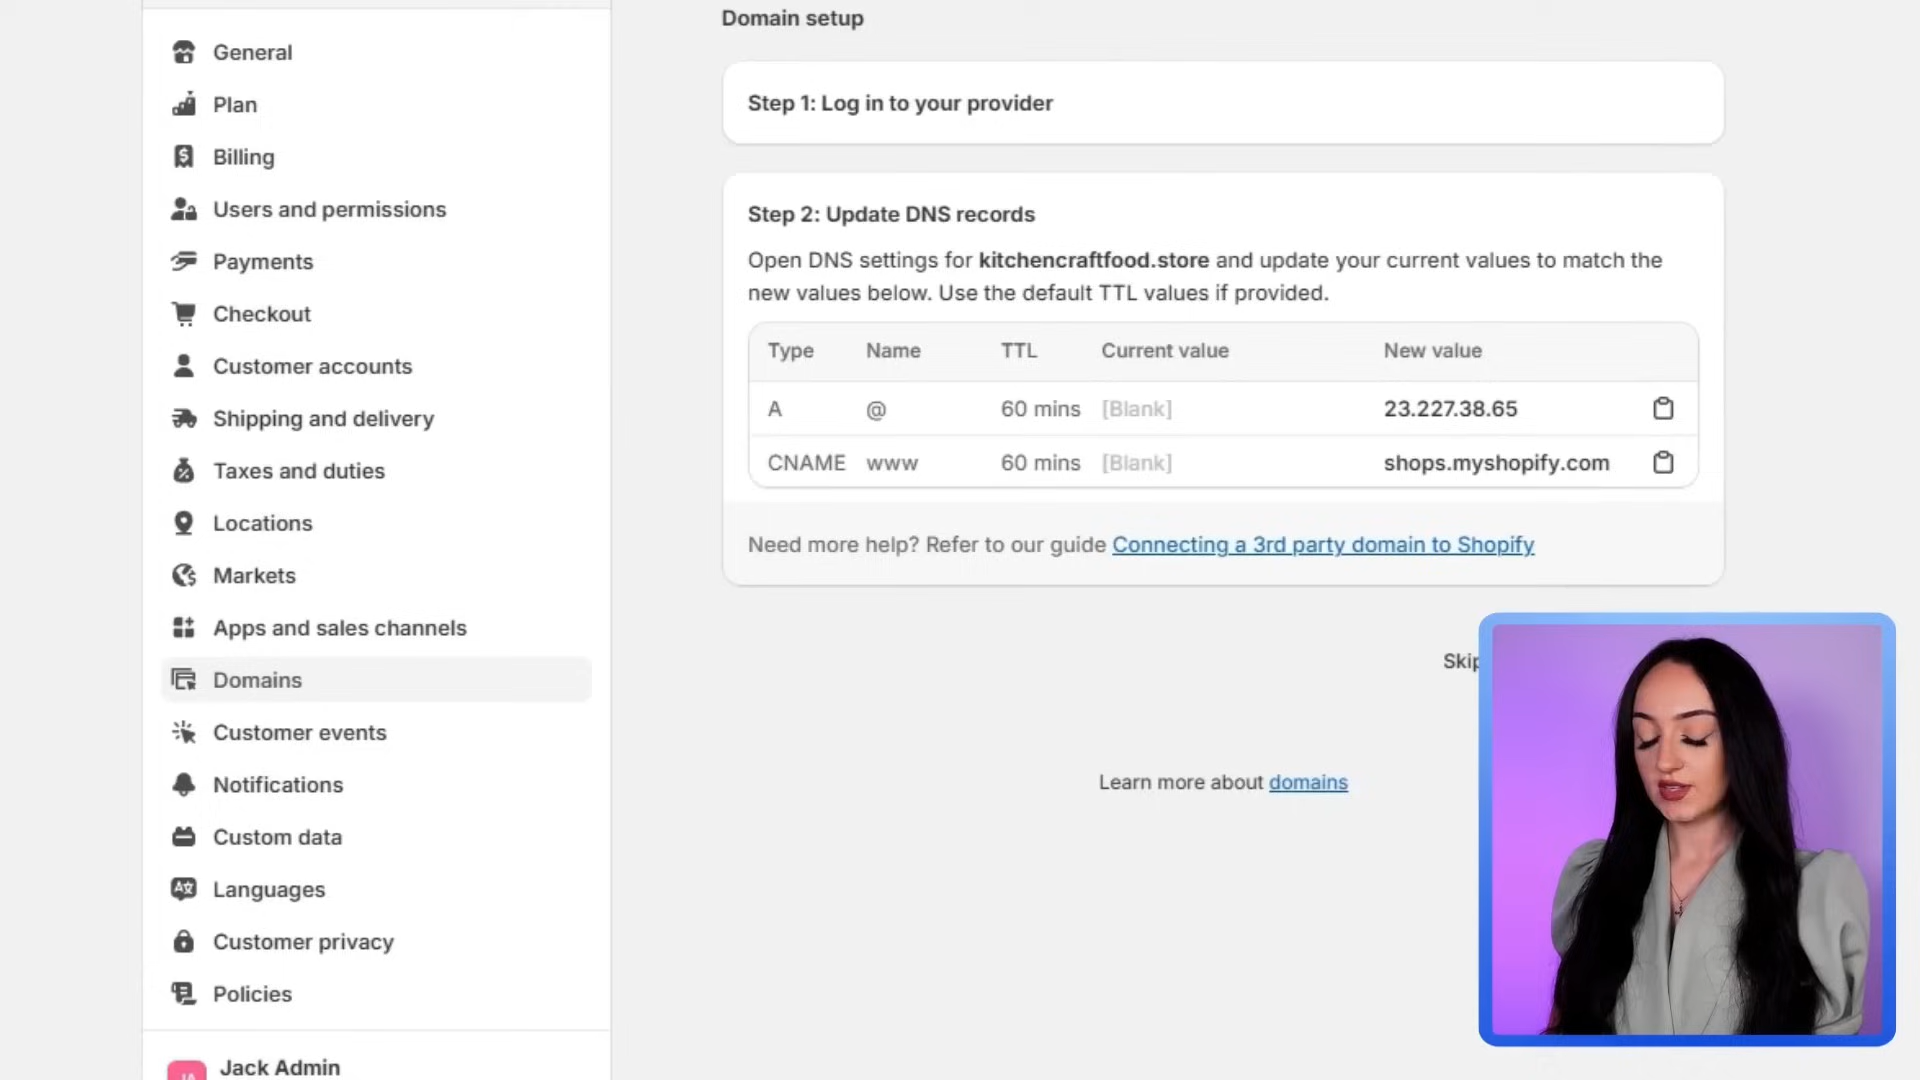 General
Plan
Billing
Users and permissions
Payments
Checkout
Customer accounts
Shipping and delivery
Taxes and duties
Locations
Markets
Apps and sales channels
Domains
Customer events
Notifications
Custom data
Languages
Customer privacy
Policies
Jack Admin
Domain setup
Step 1: Log in to your provider
Step 2: Update DNS records
Open DNS settings for kitchencraftfood.store and update your current values to match the
new values below. Use the default TTL values if provided.
Type Name TTL Current value New value
A @ 60 mins [Blank] 23.227.38.65
CNAME www 60 mins [Blank] shops.myshopify.com
Need more help? Refer to our guide Connecting a 3rd party domain to Shopify
Skip
Learn more about domains